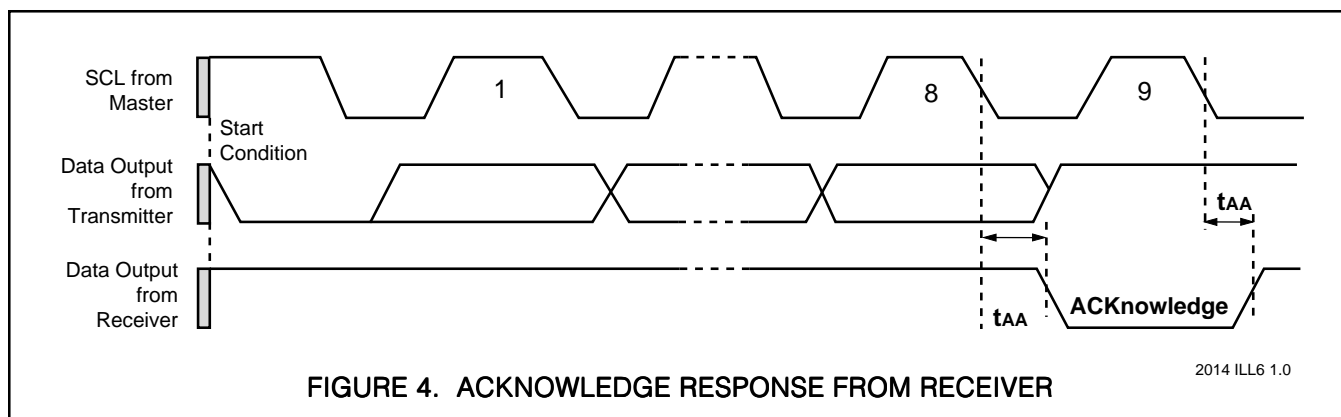 SCL from
Master
1
8
9
Start
Condition
Data Output
from
Transmitter
tAA
Data Output
from
Receiver
tAA
ACKnowledge
FIGURE 4. ACKNOWLEDGE RESPONSE FROM RECEIVER
2014 ILL6 1.0